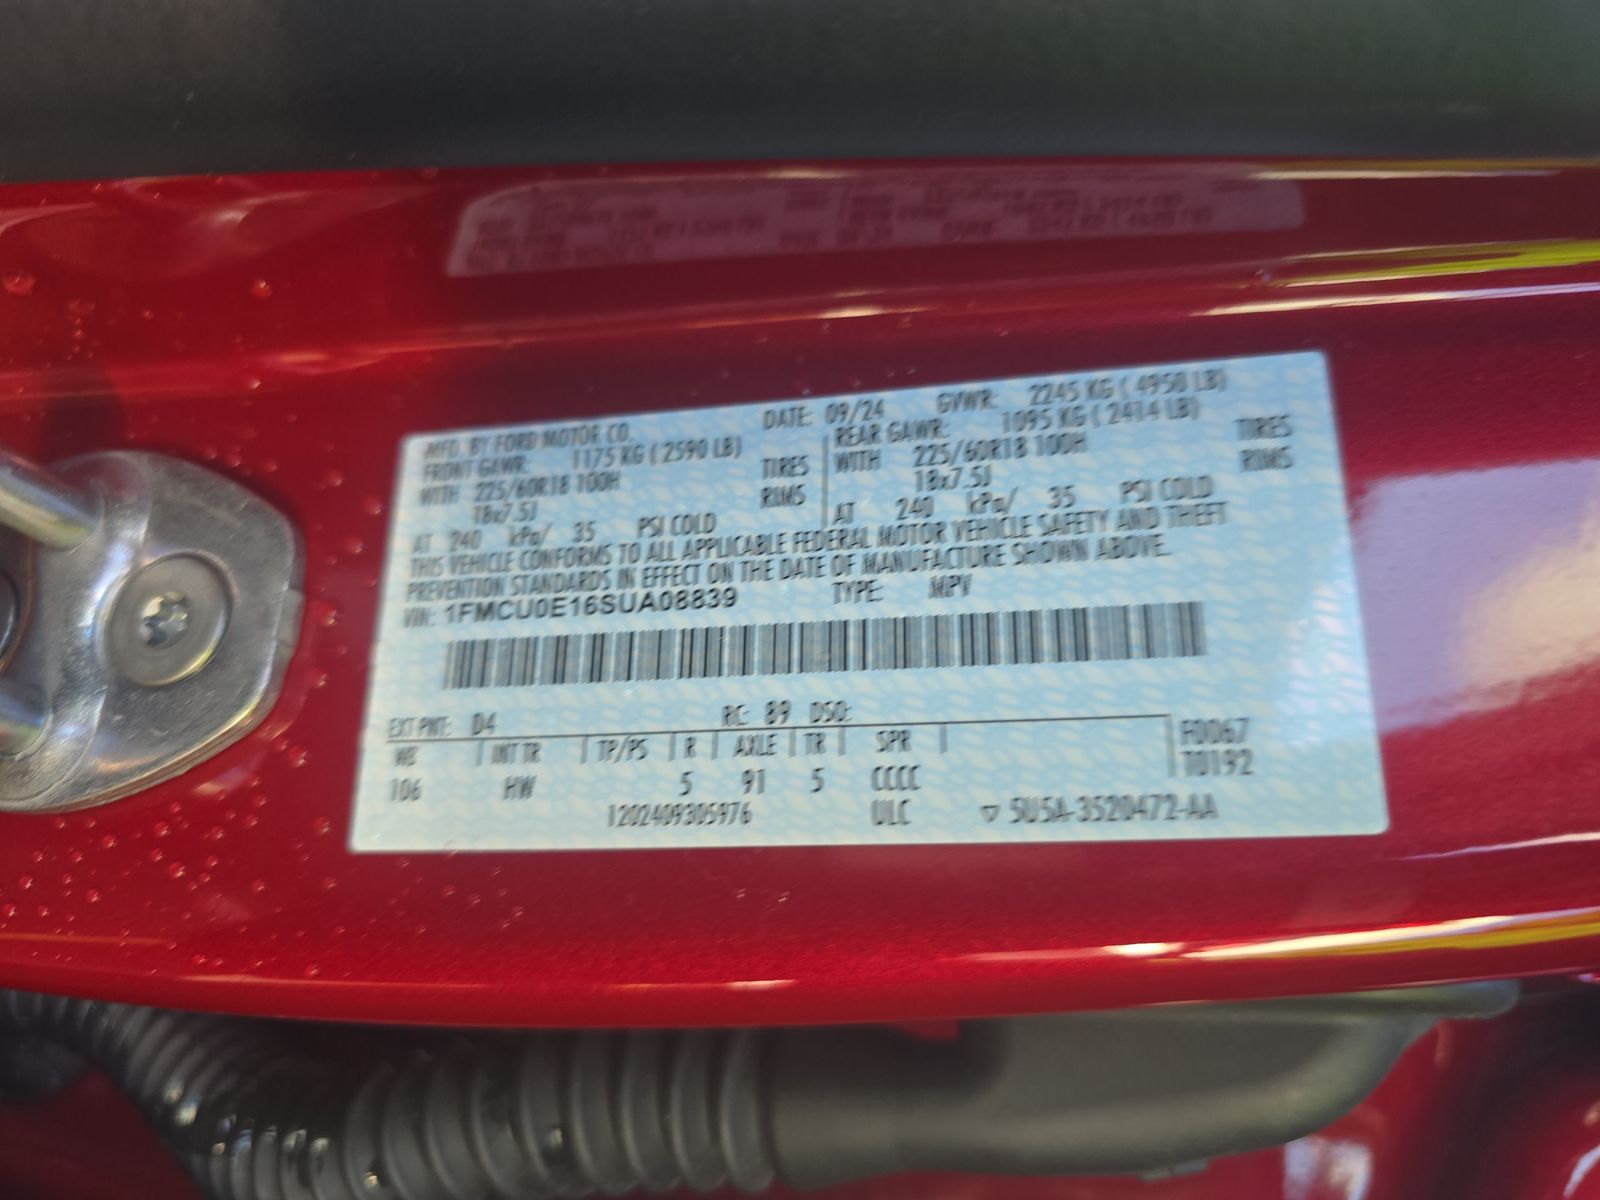 MFD. BY FORD MOTOR CO.
DATE: 09/24 GVWR: 2245 KG ( 4950 LB)
FRONT GAWR: 1175 KG ( 2590 LB)
WITH 225/60R18 100H TIRES
18x7.5J RIMS
AT 240 kPa/ 35 PSI COLD
REAR GAWR: 1095 KG ( 2414 LB)
WITH 225/60R18 100H TIRES
18x7.5J RIMS
AT 240 kPa/ 35 PSI COLD
THIS VEHICLE CONFORMS TO ALL APPLICABLE FEDERAL MOTOR VEHICLE SAFETY AND THEFT
PREVENTION STANDARDS IN EFFECT ON THE DATE OF MANUFACTURE SHOWN ABOVE.
VIN: 1FMCU0E16SUA08839 TYPE: MPV
EXT PNT: D4 RC: 89 DSO:
WB INT TR TP/PS R AXLE TR SPR F0067
106 HW 5 91 5 CCCC T0192
1202409305976 ULC ▽ 5U5A-3520472-AA